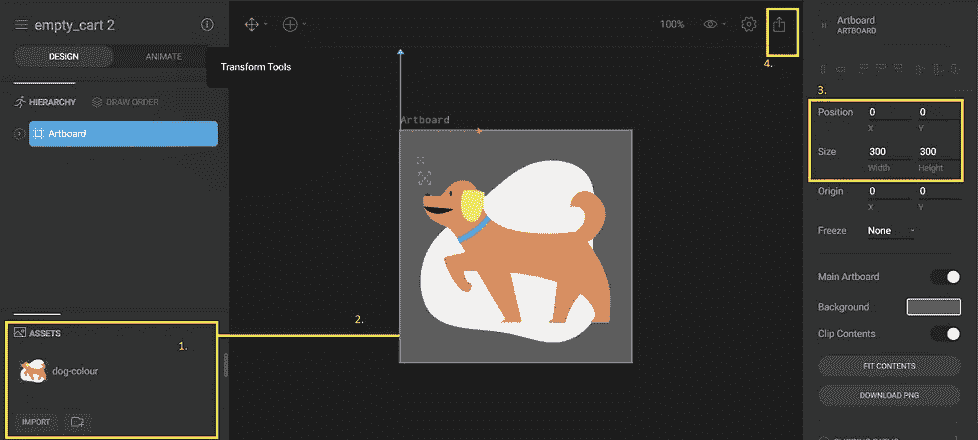 empty_cart 2
DESIGN
ANIMATE
HIERARCHY
DRAW ORDER
Artboard
ASSETS
1.
dog-colour
IMPORT
Transform Tools
2.
Artboard
100%
4.
Artboard
ARTBOARD
3.
Position 0 0
X Y
Size 300 300
Width Height
Origin 0 0
X Y
Freeze None
Main Artboard
Background
Clip Contents
FIT CONTENTS
DOWNLOAD PNG